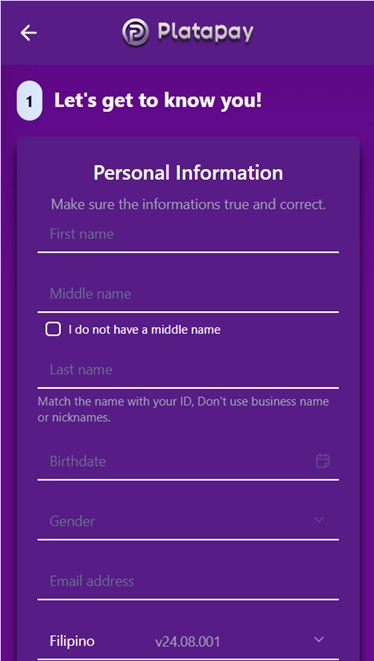 Platapay
1 Let's get to know you!
Personal Information
Make sure the informations true and correct.
First name
Middle name
I do not have a middle name
Last name
Match the name with your ID, Don't use business name
or nicknames.
Birthdate
Gender
Email address
Filipino v24.08.001